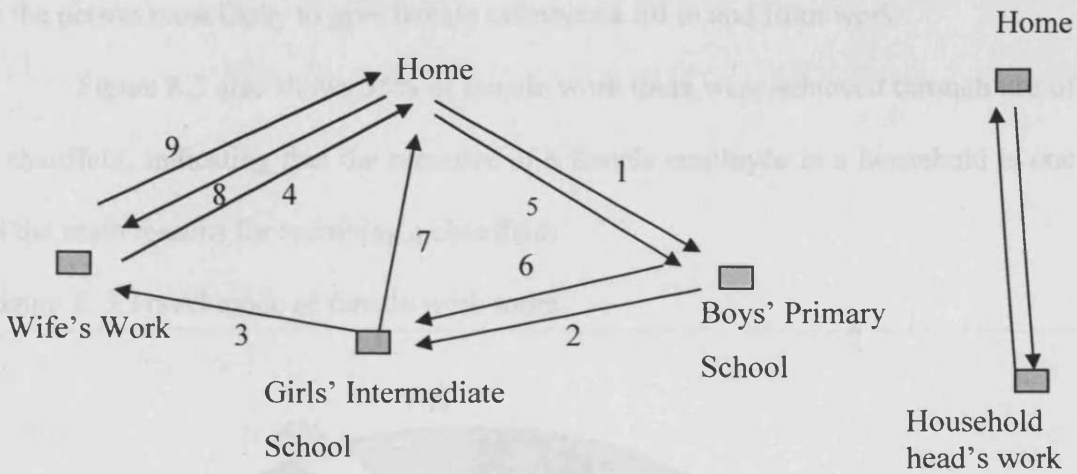 Home
Home
9
8
4
1
5
7
6
3
2
Wife's Work
Boys' Primary
School
Girls' Intermediate
School
Household
head's work